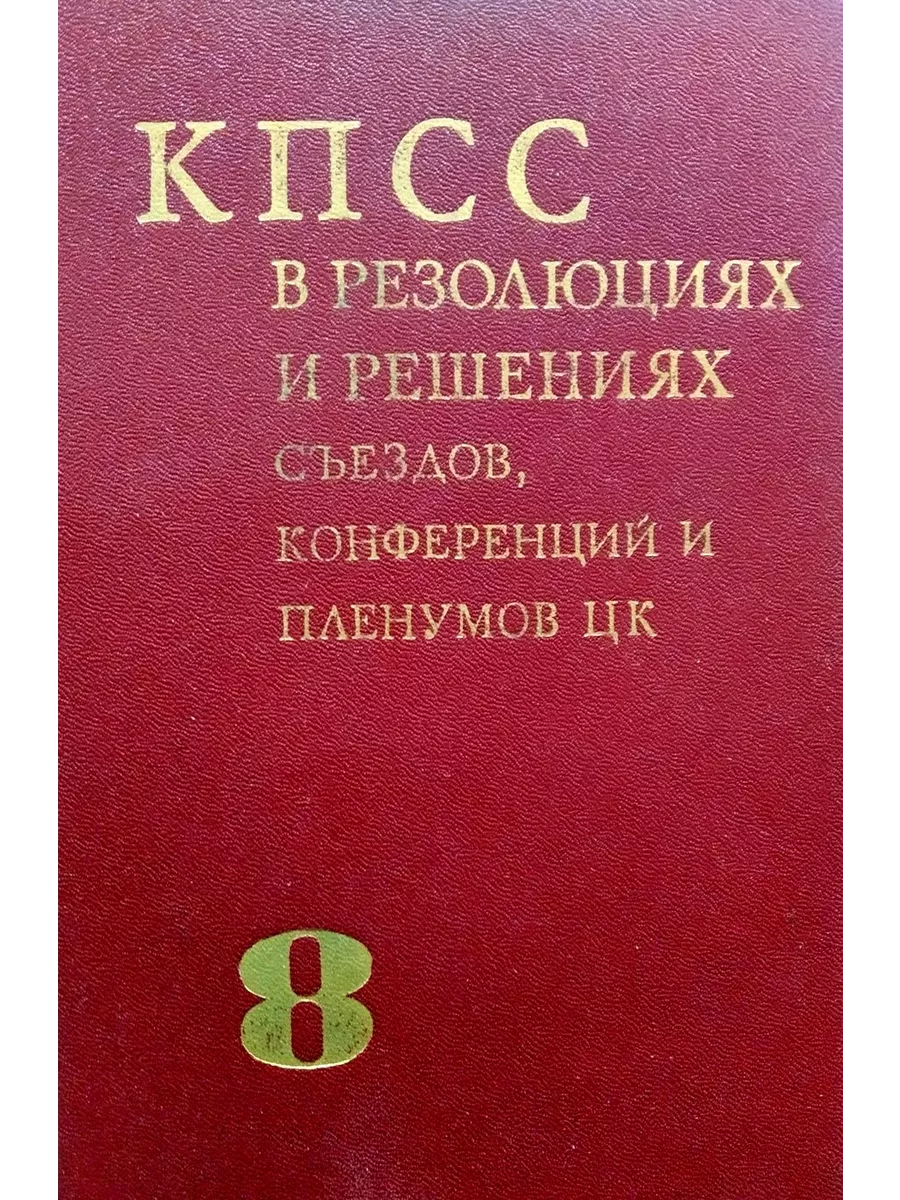 КПСС
В РЕЗОЛЮЦИЯХ
И РЕШЕНИЯХ
СЪЕЗДОВ,
КОНФЕРЕНЦИЙ И
ПЛЕНУМОВ ЦК
8